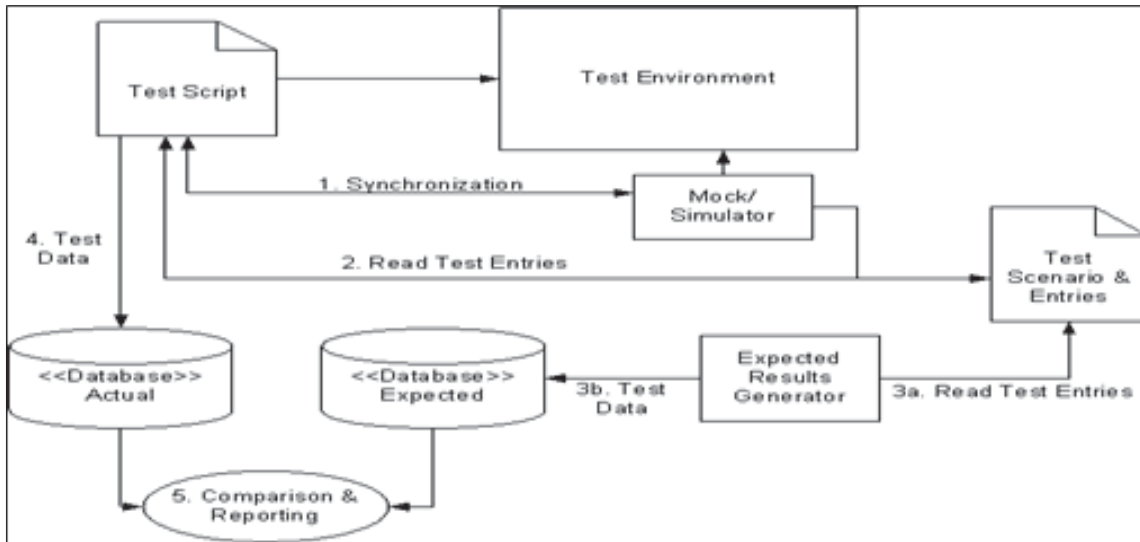 Test Script
Test Environment
1. Synchronization
Mock/
Simulator
4. Test
Data
2. Read Test Entries
Test
Scenario &
Entries
<<Database>>
Actual
<<Database>>
Expected
3b. Test
Data
Expected
Results
Generator
3a. Read Test Entries
5. Comparison &
Reporting